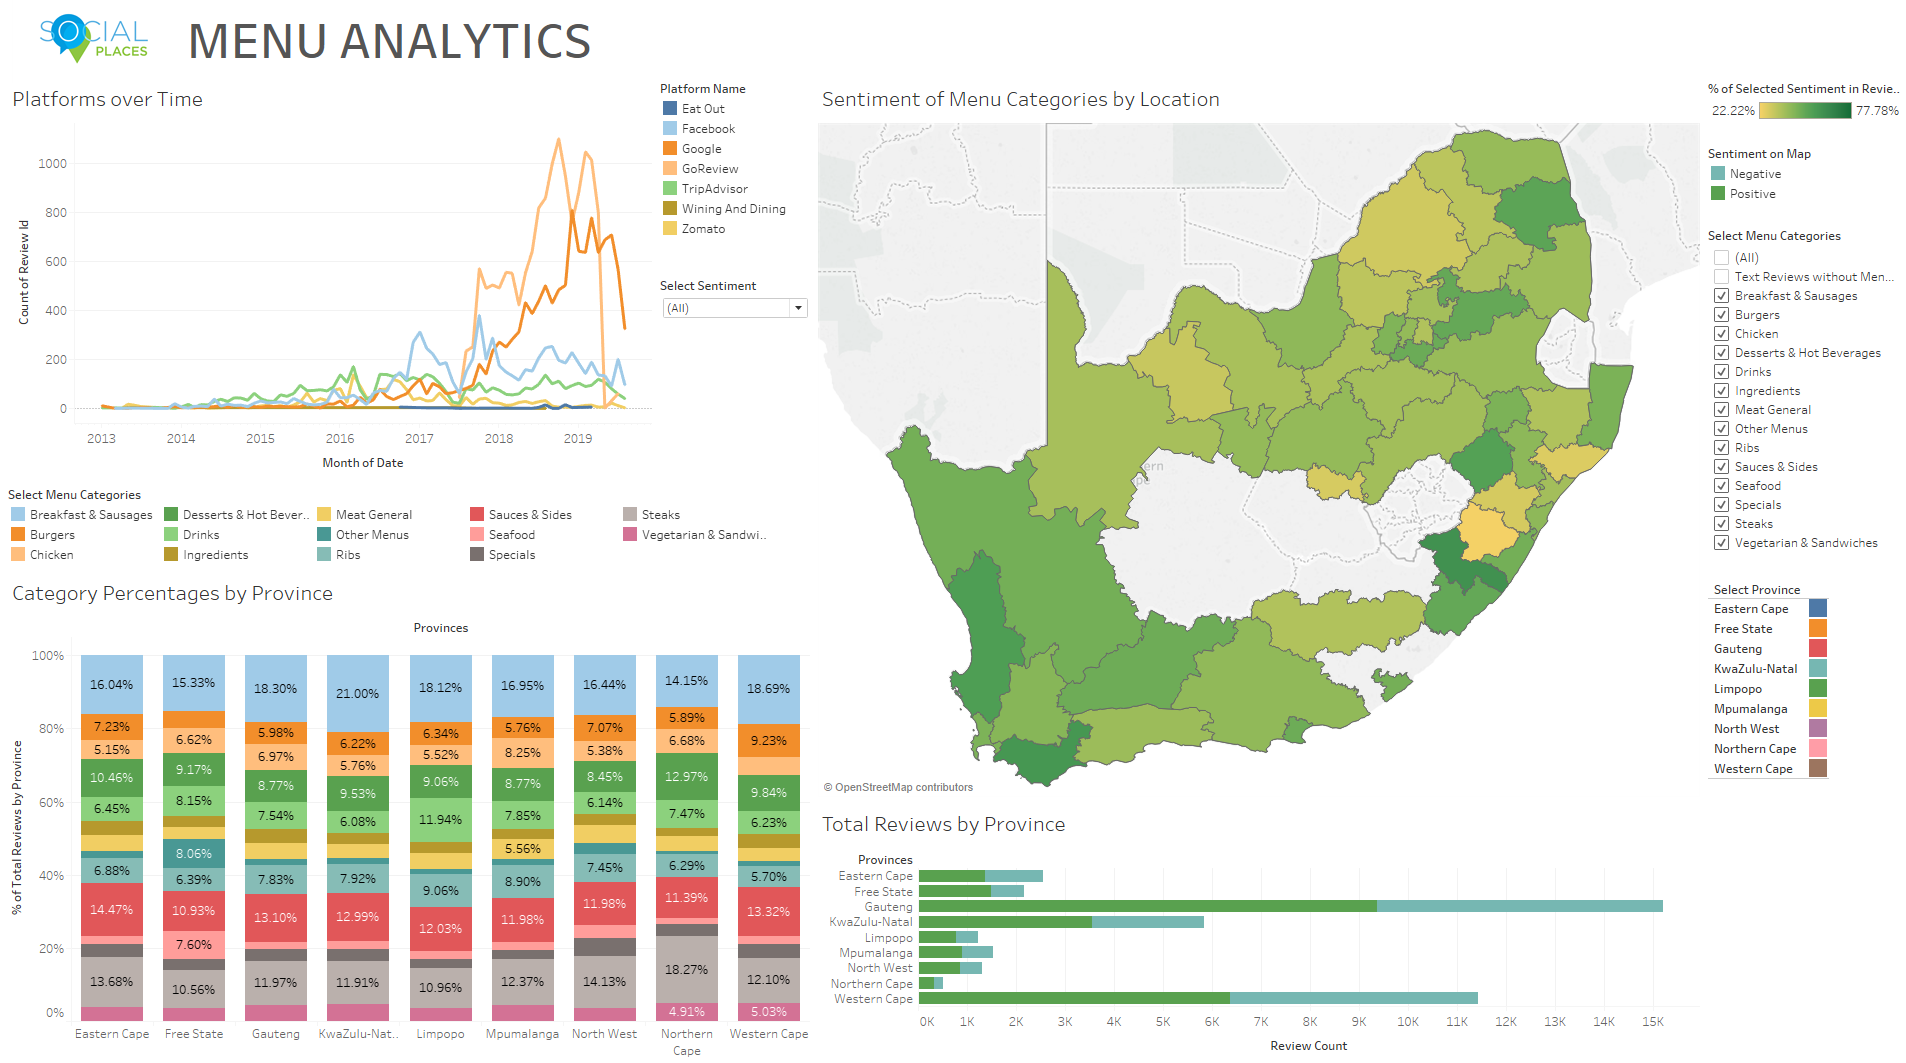 SOCIAL
PLACES
MENU ANALYTICS
Platforms over Time
Count of Review Id
1000
800
600
400
200
0
2013 2014 2015 2016 2017 2018 2019
Month of Date
Platform Name
Eat Out
Facebook
Google
GoReview
TripAdvisor
Wining And Dining
Zomato
Select Sentiment
(All)
Select Menu Categories
Breakfast & Sausages Desserts & Hot Bever.. Meat General Sauces & Sides Steaks
Burgers Drinks Other Menus Seafood Vegetarian & Sandwi..
Chicken Ingredients Ribs Specials
Category Percentages by Province
Provinces
% of Total Reviews by Province
100%
80%
60%
40%
20%
0%
16.04% 15.33% 18.30% 21.00% 18.12% 16.95% 16.44% 14.15% 18.69%
7.23% 5.98% 6.22% 6.34% 5.76% 7.07% 5.89% 9.23%
5.15% 6.62% 6.97% 5.76% 5.52% 8.25% 5.38% 6.68%
10.46% 9.17% 8.77% 9.53% 9.06% 8.77% 8.45% 12.97% 9.84%
6.45% 8.15% 7.54% 6.08% 11.94% 7.85% 6.14% 7.47% 6.23%
5.56%
8.06%
6.88% 6.39% 7.83% 7.92% 9.06% 8.90% 7.45% 6.29% 5.70%
14.47% 10.93% 13.10% 12.99% 12.03% 11.98% 11.98% 11.39% 13.32%
7.60%
13.68% 10.56% 11.97% 11.91% 10.96% 12.37% 14.13% 18.27% 12.10%
4.91% 5.03%
Eastern Cape Free State Gauteng KwaZulu-Nat.. Limpopo Mpumalanga North West Northern Cape Western Cape
Sentiment of Menu Categories by Location
ern
pe
© OpenStreetMap contributors
% of Selected Sentiment in Revie..
22.22% 77.78%
Sentiment on Map
Negative
Positive
Select Menu Categories
(All)
Text Reviews without Men...
Breakfast & Sausages
Burgers
Chicken
Desserts & Hot Beverages
Drinks
Ingredients
Meat General
Other Menus
Ribs
Sauces & Sides
Seafood
Specials
Steaks
Vegetarian & Sandwiches
Select Province
Eastern Cape
Free State
Gauteng
KwaZulu-Natal
Limpopo
Mpumalanga
North West
Northern Cape
Western Cape
Total Reviews by Province
Provinces
Eastern Cape
Free State
Gauteng
KwaZulu-Natal
Limpopo
Mpumalanga
North West
Northern Cape
Western Cape
0K 1K 2K 3K 4K 5K 6K 7K 8K 9K 10K 11K 12K 13K 14K 15K
Review Count